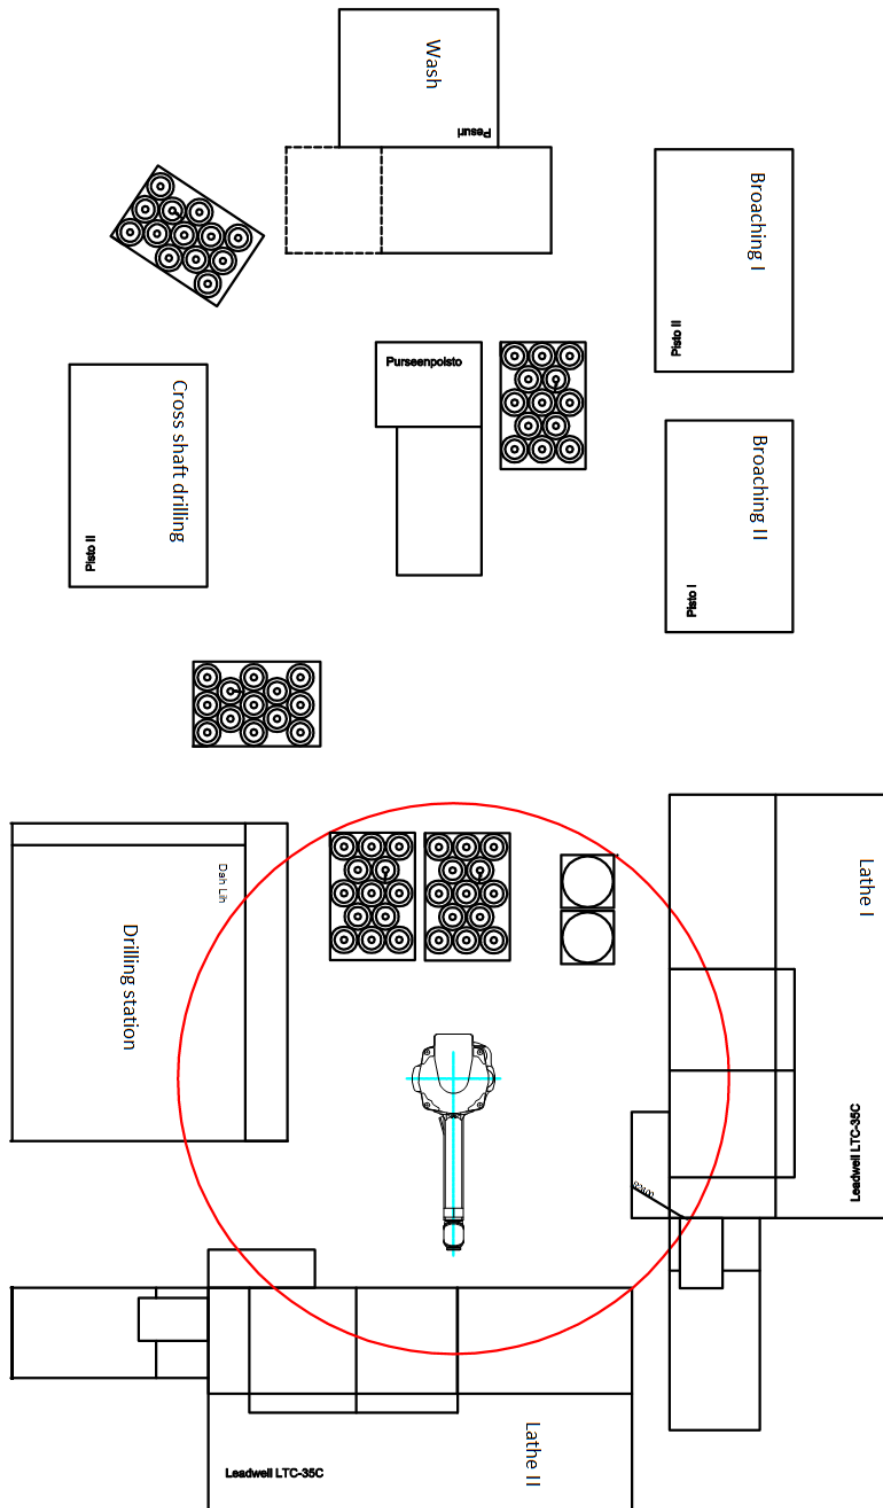 Wash
Pesuri
Broaching I
Pisto II
Purseenpoisto
Cross shaft drilling
Pisto II
Broaching II
Pisto I
Dah Lih
Drilling station
Lathe I
Leadwell LTC-35C
Lathe II
Leadwell LTC-35C